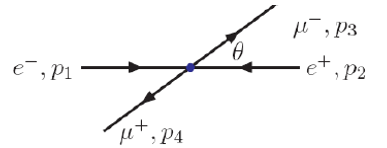 μ⁻, p₃
θ
e⁻, p₁ e⁺, p₂
μ⁺, p₄